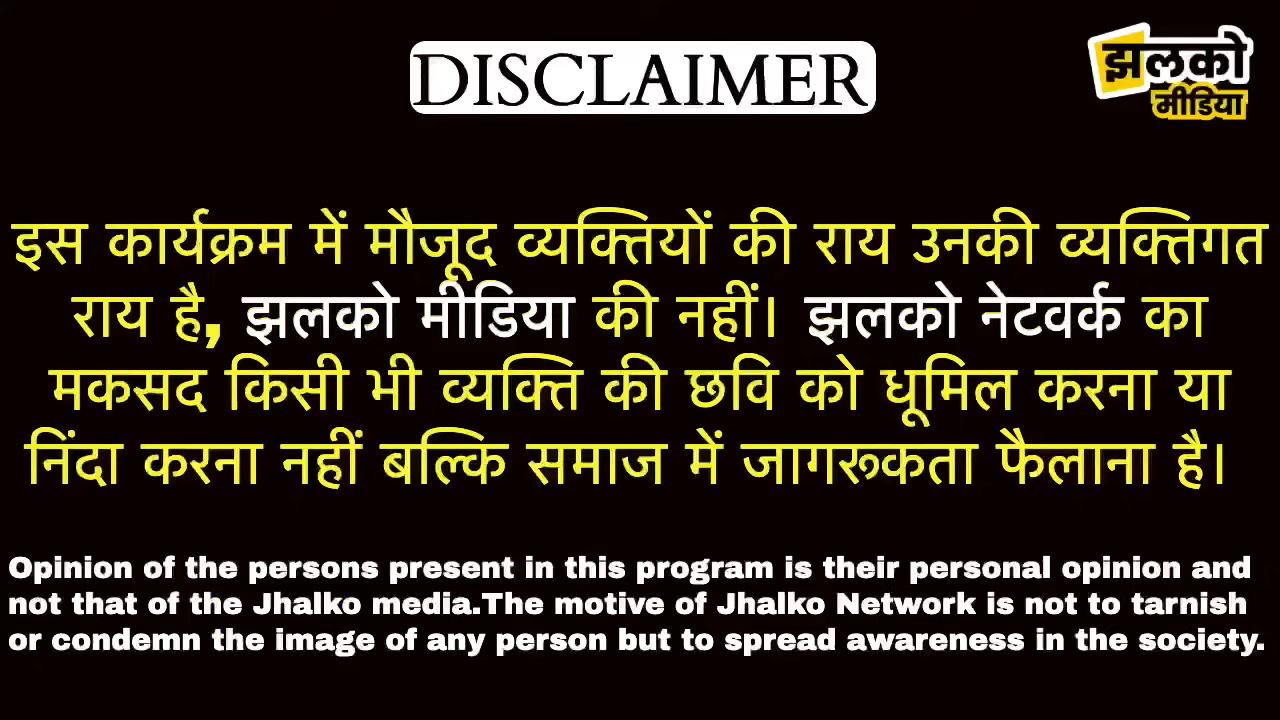 DISCLAIMER
झलको
मीडिया
इस कार्यक्रम में मौजूद व्यक्तियों की राय उनकी व्यक्तिगत
राय है, झलको मीडिया की नहीं। झलको नेटवर्क का
मकसद किसी भी व्यक्ति की छवि को धूमिल करना या
निंदा करना नहीं बल्कि समाज में जागरूकता फैलाना है।
Opinion of the persons present in this program is their personal opinion and
not that of the Jhalko media.The motive of Jhalko Network is not to tarnish
or condemn the image of any person but to spread awareness in the society.